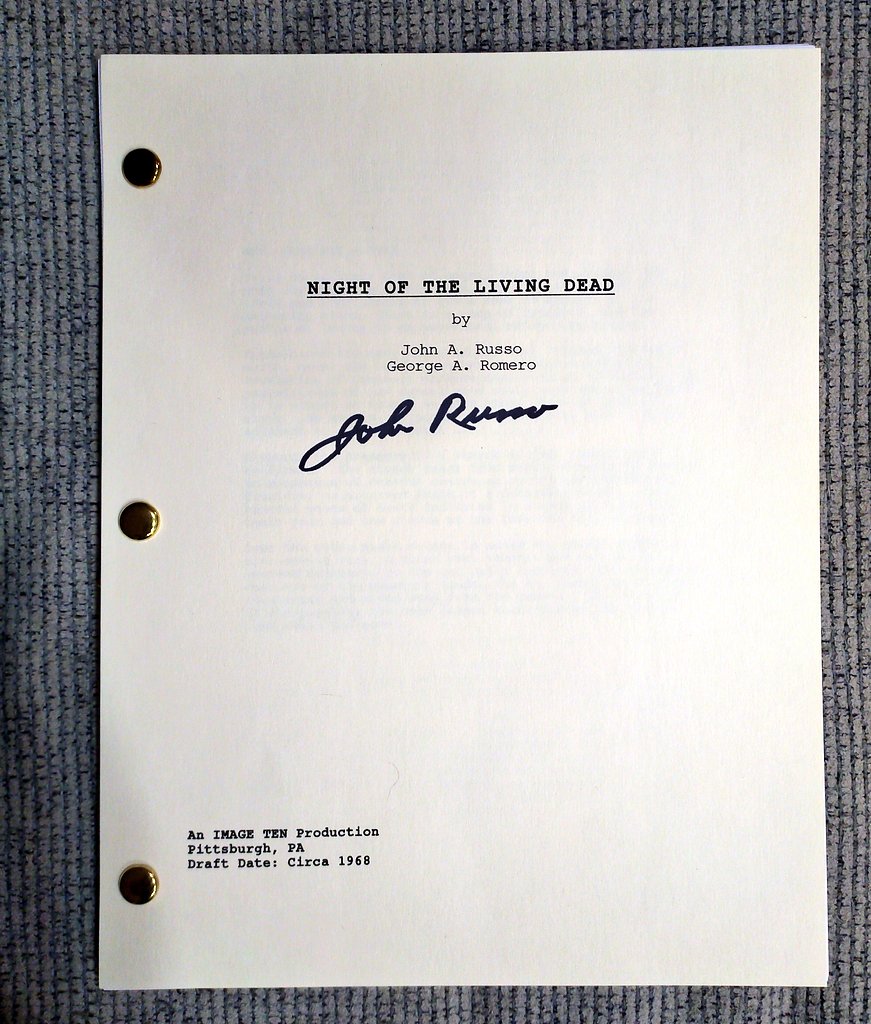 NIGHT OF THE LIVING DEAD
by
John A. Russo
George A. Romero
John Russo
An IMAGE TEN Production
Pittsburgh, PA
Draft Date: Circa 1968